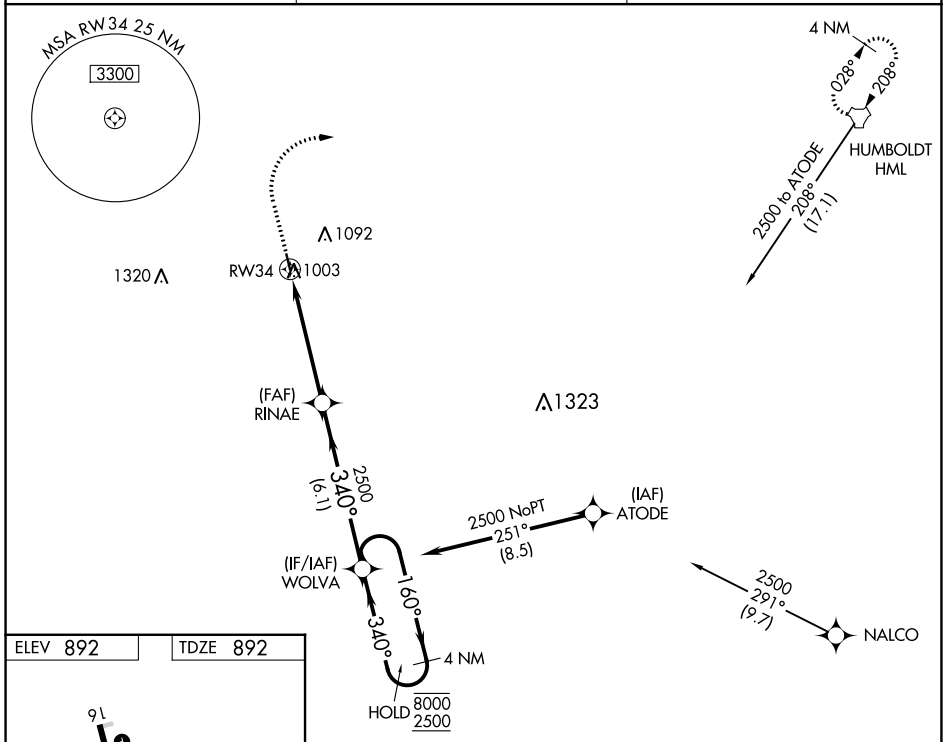 MSA RW34 25 NM
3300
4 NM
028°
208°
HUMBOLDT
HML
2500 to ATODE
208°
(17.1)
1092
1320
RW34
1003
(FAF)
RINAE
1323
2500
340°
(6.1)
(IAF)
ATODE
2500 NoPT
251°
(8.5)
(IF/IAF)
WOLVA
160°
340°
4 NM
HOLD
8000
2500
2500
291°
(9.7)
NALCO
ELEV 892
TDZE 892
16